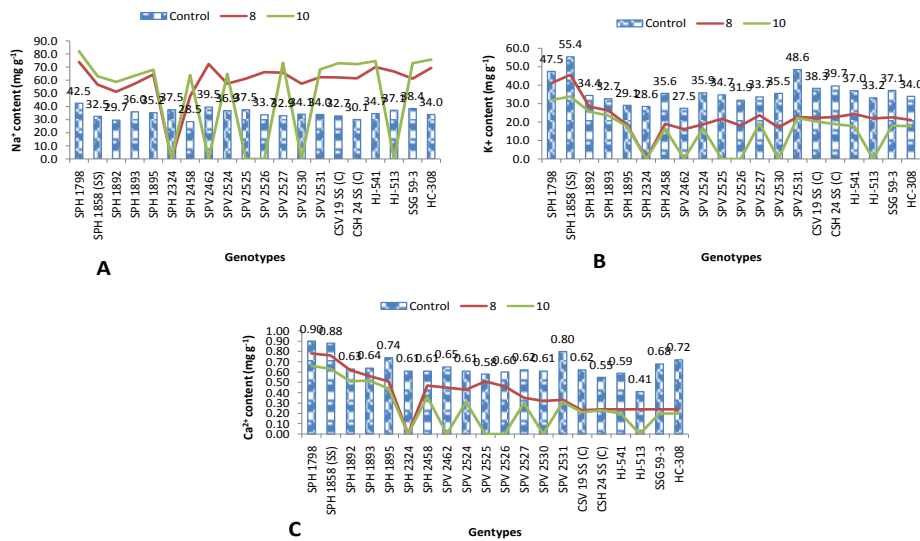 Control 8 10
Na⁺ content (mg g⁻¹)
90.0
80.0
70.0
60.0
50.0
40.0
30.0
20.0
10.0
0.0
42.5 32.5 29.7 36.0 35.2 37.5 28.5 39.5 36.9 37.5 33.7 32.9 34.1 34.0 32.7 30.1 34.7 37.1 38.4 34.0
SPH 1798
SPH 1858 (SS)
SPH 1892
SPH 1893
SPH 1895
SPH 2324
SPH 2458
SPV 2462
SPV 2524
SPV 2525
SPV 2526
SPV 2527
SPV 2530
SPV 2531
CSV 19 SS (C)
CSH 24 SS (C)
HJ-541
HJ-513
SSG 59-3
HC-308
Genotypes
A
Control 8 10
K+ content (mg g⁻¹)
60.0
50.0
40.0
30.0
20.0
10.0
0.0
47.5 55.4 34.4 32.7 29.1 28.6 35.6 27.5 35.9 34.7 31.9 33.7 35.5 48.6 38.3 39.7 37.0 33.2 37.1 34.0
SPH 1798
SPH 1858 (SS)
SPH 1892
SPH 1893
SPH 1895
SPH 2324
SPH 2458
SPV 2462
SPV 2524
SPV 2525
SPV 2526
SPV 2527
SPV 2530
SPV 2531
CSV 19 SS (C)
CSH 24 SS (C)
HJ-541
HJ-513
SSG 59-3
HC-308
Genotypes
B
Control 8 10
Ca²⁺ content (mg g⁻¹)
1.00
0.90
0.80
0.70
0.60
0.50
0.40
0.30
0.20
0.10
0.00
0.90 0.88 0.63 0.64 0.74 0.61 0.61 0.65 0.61 0.58 0.60 0.62 0.61 0.80 0.62 0.55 0.59 0.41 0.68 0.72
SPH 1798
SPH 1858 (SS)
SPH 1892
SPH 1893
SPH 1895
SPH 2324
SPH 2458
SPV 2462
SPV 2524
SPV 2525
SPV 2526
SPV 2527
SPV 2530
SPV 2531
CSV 19 SS (C)
CSH 24 SS (C)
HJ-541
HJ-513
SSG 59-3
HC-308
Gentypes
C